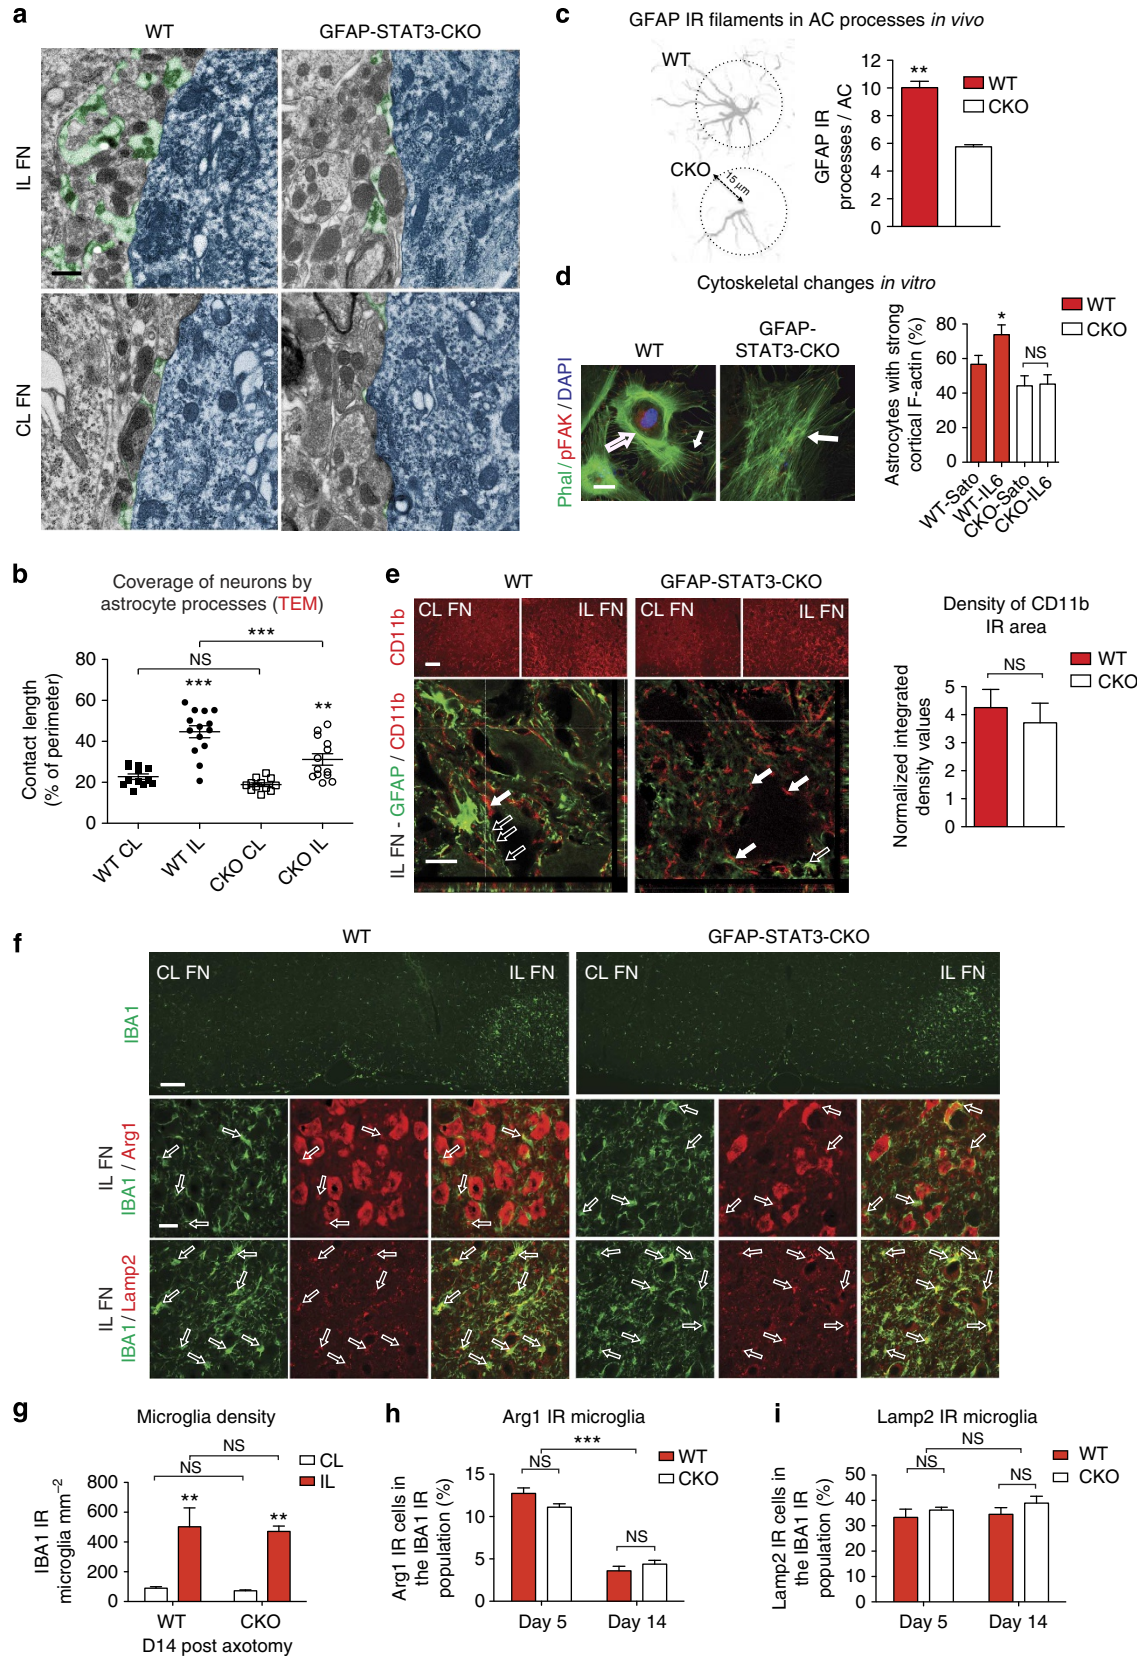 a
WT
GFAP-STAT3-CKO
IL FN
CL FN
b
Coverage of neurons by
astrocyte processes (TEM)
***
NS
***
**
Contact length
(% of perimeter)
80
60
40
20
0
WT CL
WT IL
CKO CL
CKO IL
c
GFAP IR filaments in AC processes in vivo
WT
CKO
15 μm
GFAP IR
processes / AC
12
10
8
6
4
2
0
**
WT
CKO
d
Cytoskeletal changes in vitro
WT
GFAP-
STAT3-CKO
Phal/pFAK/DAPI
Astrocytes with strong
cortical F-actin (%)
80
60
40
20
0
*
NS
WT
CKO
WT-Sato
WT-IL6
CKO-Sato
CKO-IL6
e
WT
GFAP-STAT3-CKO
CD11b
CL FN
IL FN
CL FN
IL FN
IL FN - GFAP / CD11b
Density of CD11b
IR area
NS
WT
CKO
Normalized integrated
density values
5
4
3
2
1
0
f
WT
GFAP-STAT3-CKO
IBA1
CL FN
IL FN
CL FN
IL FN
IL FN
IBA1 / Arg1
IL FN
IBA1/Lamp2
g
Microglia density
NS
NS
CL
IL
**
**
IBA1 IR
microglia mm–2
800
600
400
200
0
WT
CKO
D14 post axotomy
h
Arg1 IR microglia
***
NS
NS
WT
CKO
Arg1 IR cells in
the IBA1 IR
population (%)
15
10
5
0
Day 5
Day 14
i
Lamp2 IR microglia
NS
NS
NS
WT
CKO
Lamp2 IR cells in
the IBA1 IR
population (%)
50
40
30
20
10
0
Day 5
Day 14